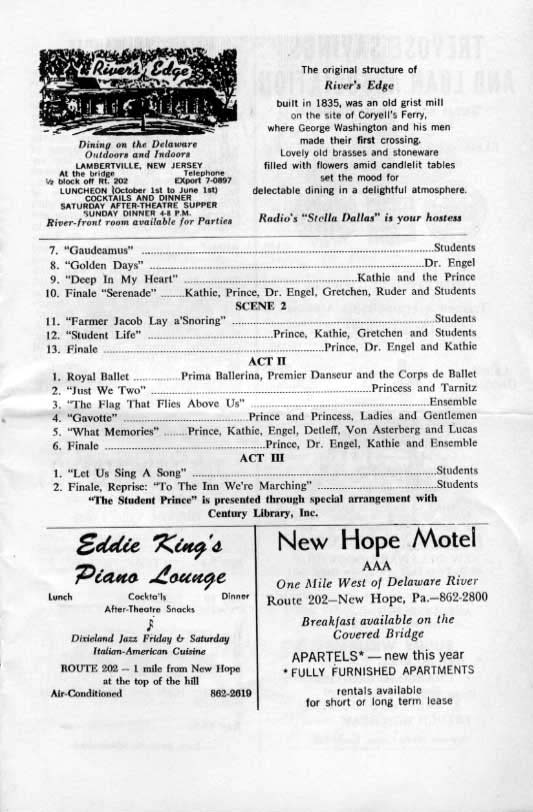 River's Edge
Dining on the Delaware
Outdoors and Indoors
LAMBERTVILLE, NEW JERSEY
At the bridge Telephone
½ block off Rt. 202 EXport 7-0897
LUNCHEON (October 1st to June 1st)
COCKTAILS AND DINNER
SATURDAY AFTER-THEATRE SUPPER
SUNDAY DINNER 4-8 P.M.
River-front room available for Parties
The original structure of
River's Edge
built in 1835, was an old grist mill
on the site of Coryell's Ferry,
where George Washington and his men
made their first crossing.
Lovely old brasses and stoneware
filled with flowers amid candlelit tables
set the mood for
delectable dining in a delightful atmosphere.
Radio's "Stella Dallas" is your hostess
7. "Gaudeamus" ........ Students
8. "Golden Days" ........ Dr. Engel
9. "Deep In My Heart" ........ Kathie and the Prince
10. Finale "Serenade" ........ Kathie, Prince, Dr. Engel, Gretchen, Ruder and Students
SCENE 2
11. "Farmer Jacob Lay a'Snoring" ........ Students
12. "Student Life" ........ Prince, Kathie, Gretchen and Students
13. Finale ........ Prince, Dr. Engel and Kathie
ACT II
1. Royal Ballet ........ Prima Ballerina, Premier Danseur and the Corps de Ballet
2. "Just We Two" ........ Princess and Tarnitz
3. "The Flag That Flies Above Us" ........ Ensemble
4. "Gavotte" ........ Prince and Princess, Ladies and Gentlemen
5. "What Memories" ........ Prince, Kathie, Engel, Detleff, Von Asterberg and Lucas
6. Finale ........ Prince, Dr. Engel, Kathie and Ensemble
ACT III
1. "Let Us Sing A Song" ........ Students
2. Finale, Reprise: "To The Inn We're Marching" ........ Students
"The Student Prince" is presented through special arrangement with
Century Library, Inc.
Eddie King's
Piano Lounge
Lunch Cockta'ls Dinner
After-Theatre Snacks
Dixieland Jazz Friday & Saturday
Italian-American Cuisine
ROUTE 202 — 1 mile from New Hope
at the top of the hill
Air-Conditioned 862-2619
New Hope Motel
AAA
One Mile West of Delaware River
Route 202—New Hope, Pa.—862-2800
Breakfast available on the
Covered Bridge
APARTELS* — new this year
* FULLY FURNISHED APARTMENTS
rentals available
for short or long term lease